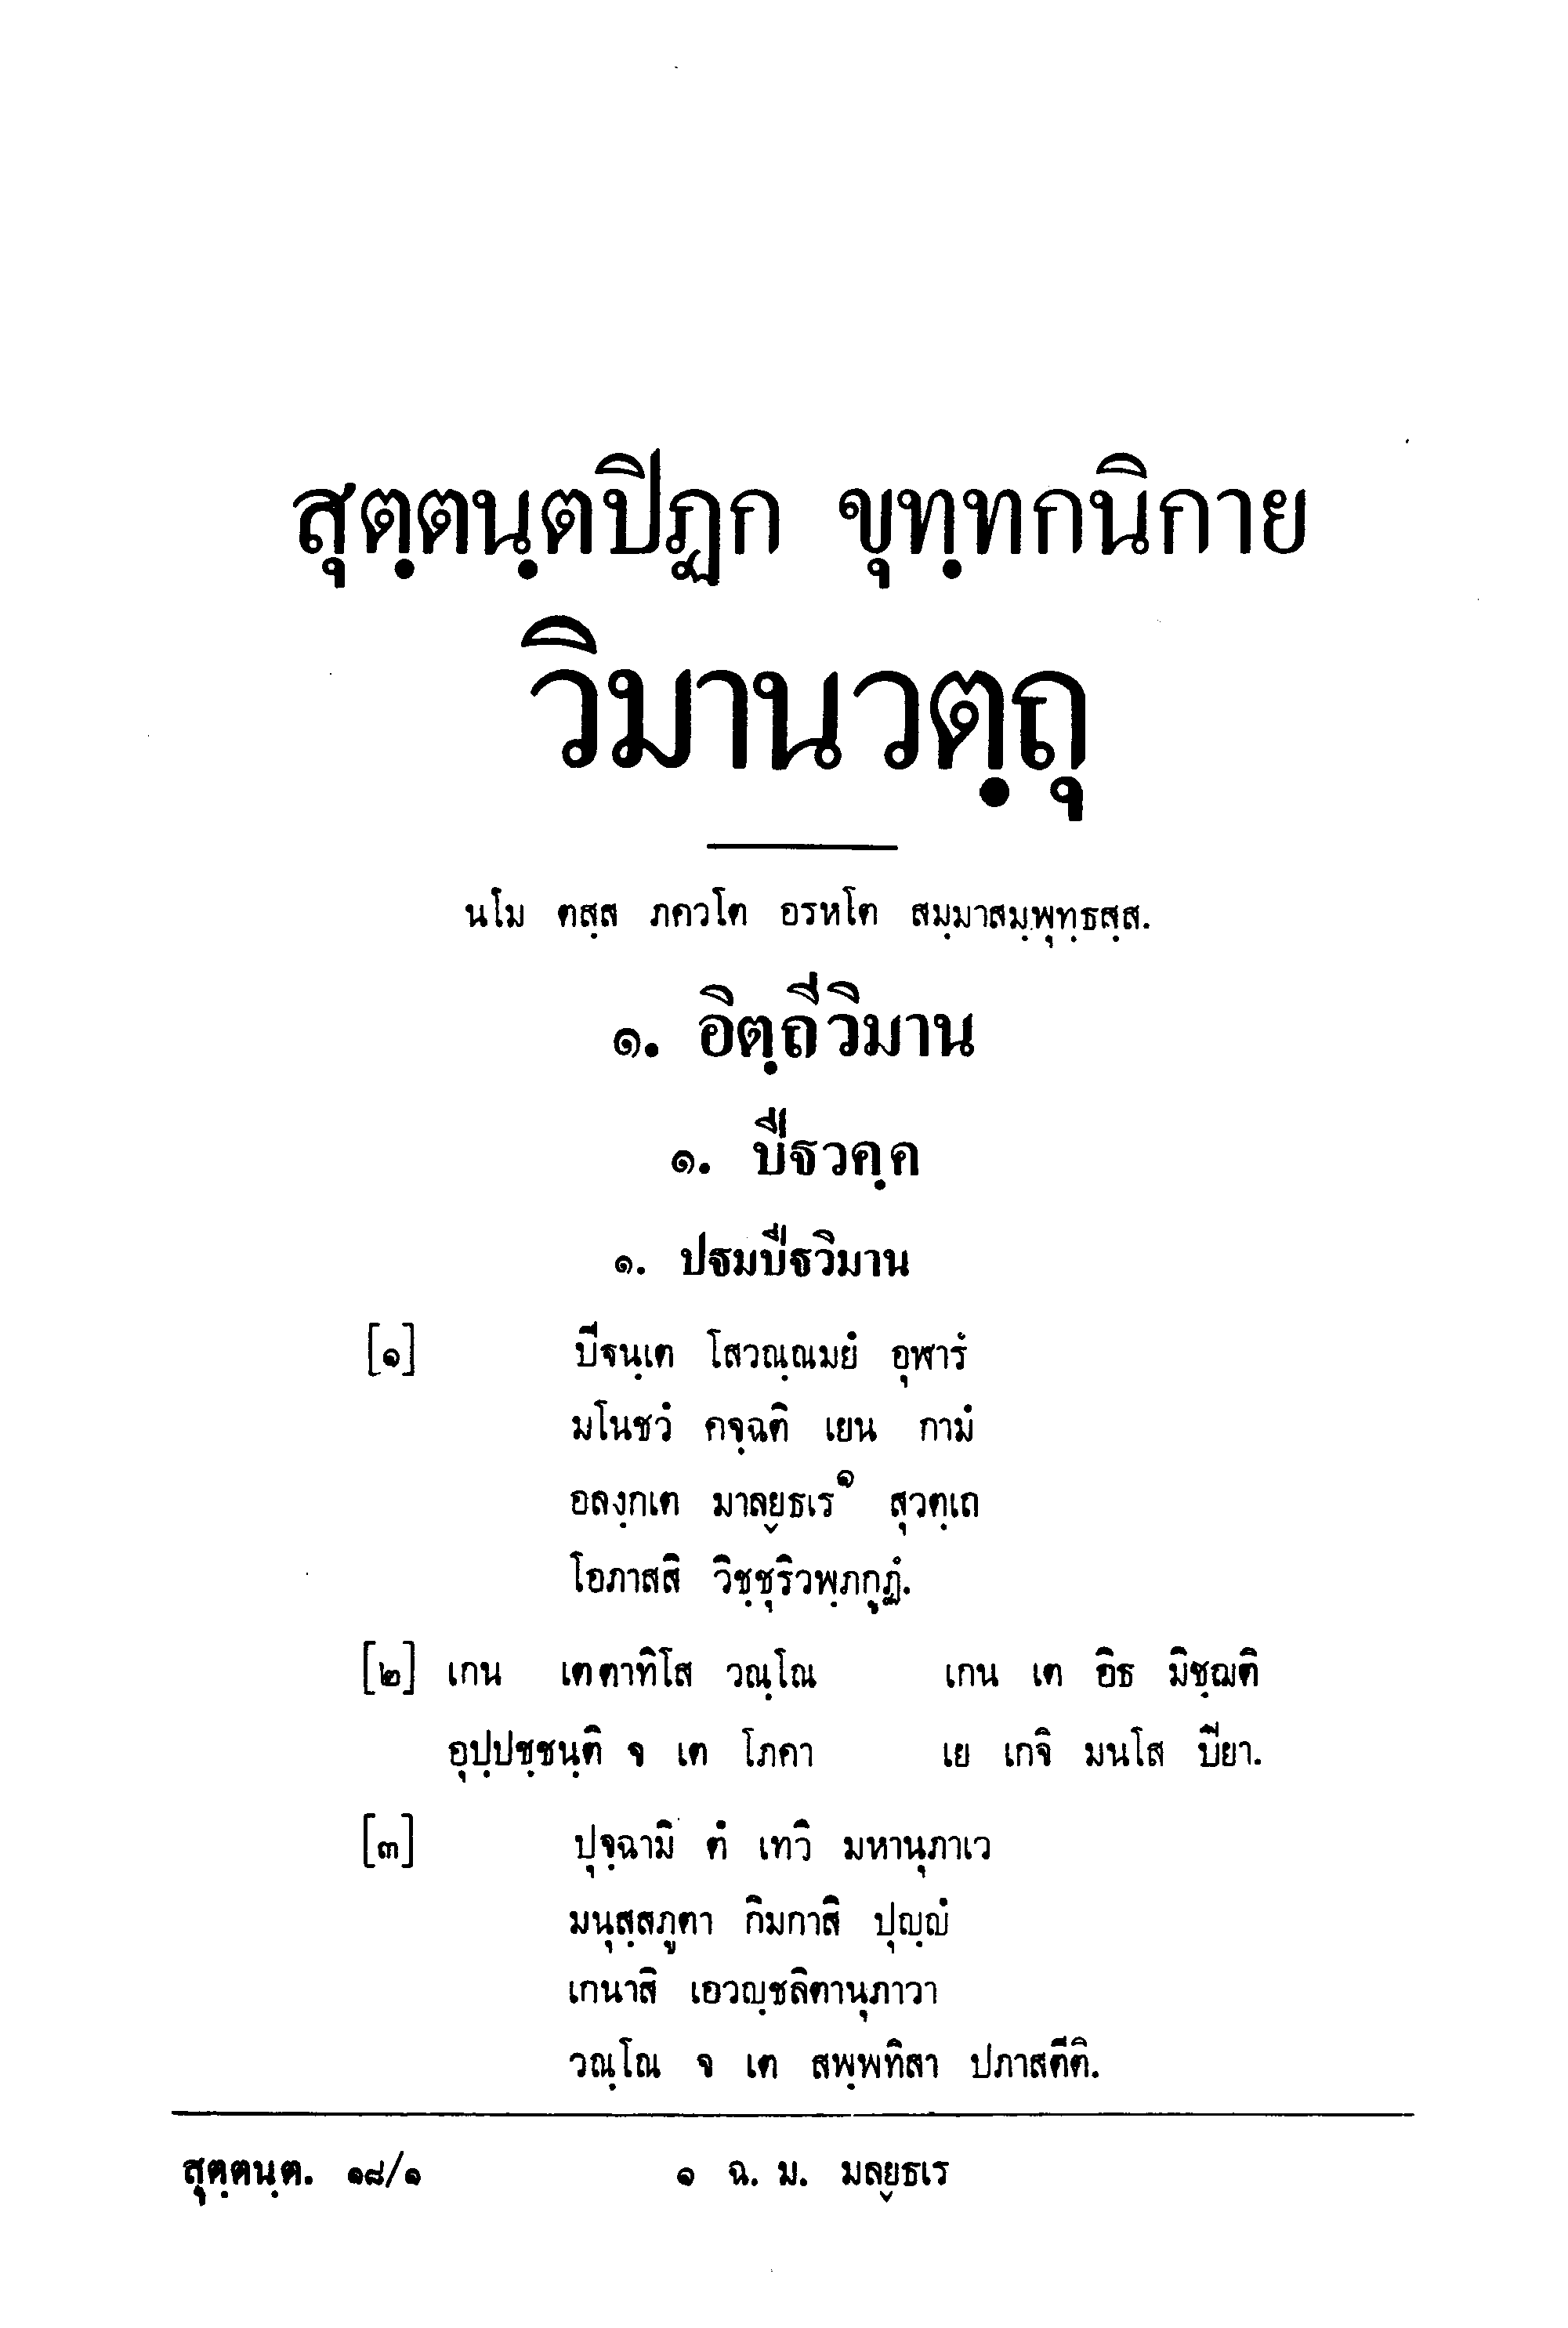 สุตฺตนฺตปิฏก ขุทฺทกนิกาย
วิมานวตฺถุ
นโม ตสฺส ภควโต อรหโต สมฺมาสมฺพุทฺธสฺส.
๑. อิตฺถีวิมาน
๑. ปีฐวคฺค
๑. ปฐมปีฐวิมาน
[๑] ปีฐนฺเต โสวณฺณมยํ อุฬารํ
มโนชวํ คจฺฉติ เยน กามํ
อลงฺกเต มาลฺยธเร๑ สุวตฺเถ
โอภาสสิ วิชฺชุริวพฺภกูฏํ.
[๒] เกน เตตาทิโส วณฺโณ เกน เต อิธ มิชฺฌติ
อุปฺปชฺชนฺติ จ เต โภคา เย เกจิ มนโส ปิยา.
[๓] ปุจฺฉามิ ตํ เทวิ มหานุภาเว
มนุสฺสภูตา กิมกาสิ ปุญฺญํ
เกนาสิ เอวญฺชลิตานุภาวา
วณฺโณ จ เต สพฺพทิสา ปภาสตีติ.
สุตฺตนฺต. ๑๘/๑ ๑ ฉ. ม. มลฺยธเร